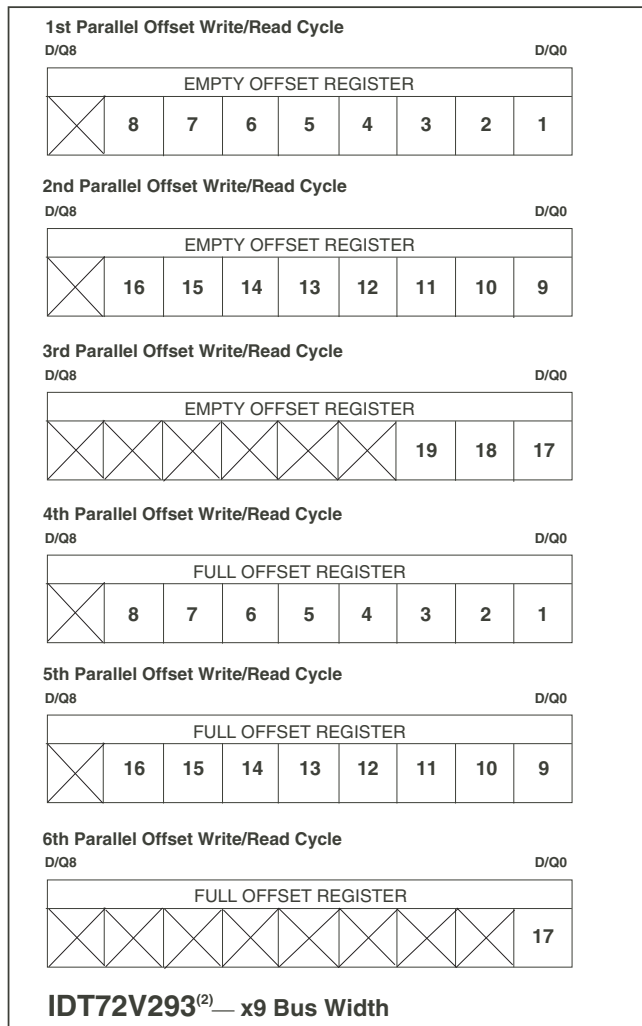 1st Parallel Offset Write/Read Cycle
D/Q8 D/Q0
EMPTY OFFSET REGISTER
8 7 6 5 4 3 2 1
2nd Parallel Offset Write/Read Cycle
D/Q8 D/Q0
EMPTY OFFSET REGISTER
16 15 14 13 12 11 10 9
3rd Parallel Offset Write/Read Cycle
D/Q8 D/Q0
EMPTY OFFSET REGISTER
19 18 17
4th Parallel Offset Write/Read Cycle
D/Q8 D/Q0
FULL OFFSET REGISTER
8 7 6 5 4 3 2 1
5th Parallel Offset Write/Read Cycle
D/Q8 D/Q0
FULL OFFSET REGISTER
16 15 14 13 12 11 10 9
6th Parallel Offset Write/Read Cycle
D/Q8 D/Q0
FULL OFFSET REGISTER
17
IDT72V293(2)— x9 Bus Width